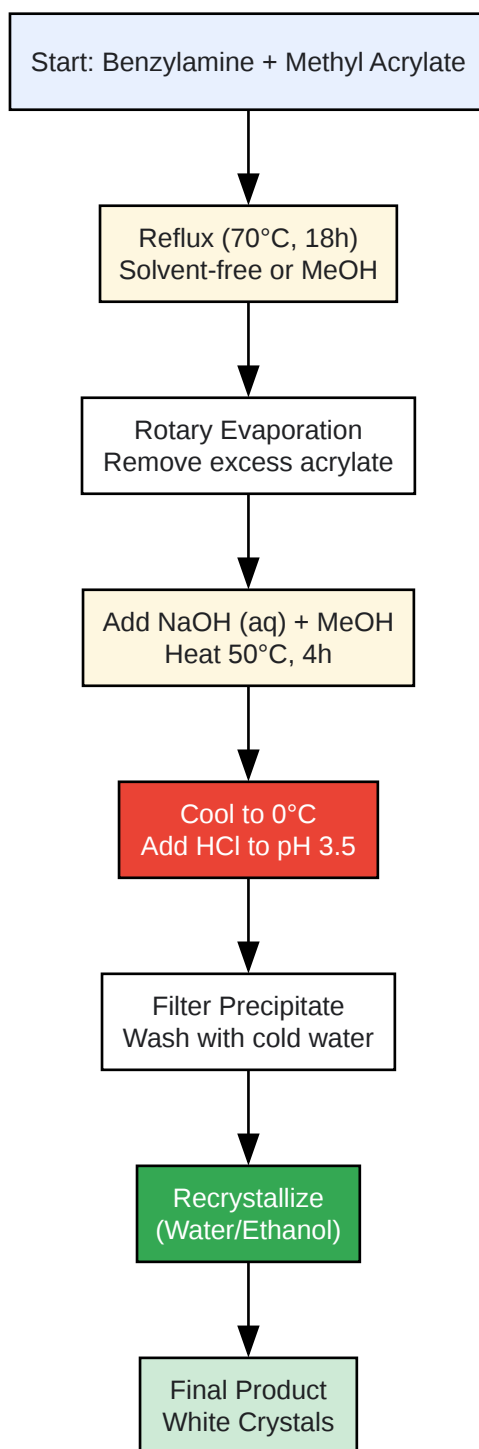 Start: Benzylamine + Methyl Acrylate
Reflux (70°C, 18h)
Solvent-free or MeOH
Rotary Evaporation
Remove excess acrylate
Add NaOH (aq) + MeOH
Heat 50°C, 4h
Cool to 0°C
Add HCl to pH 3.5
Filter Precipitate
Wash with cold water
Recrystallize
(Water/Ethanol)
Final Product
White Crystals